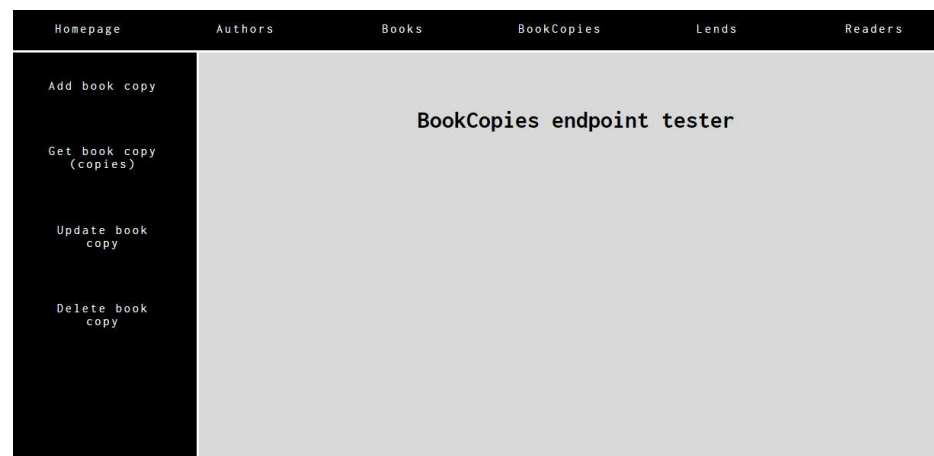 Homepage Authors Books BookCopies Lends Readers
Add book copy
BookCopies endpoint tester
Get book copy
(copies)
Update book
copy
Delete book
copy